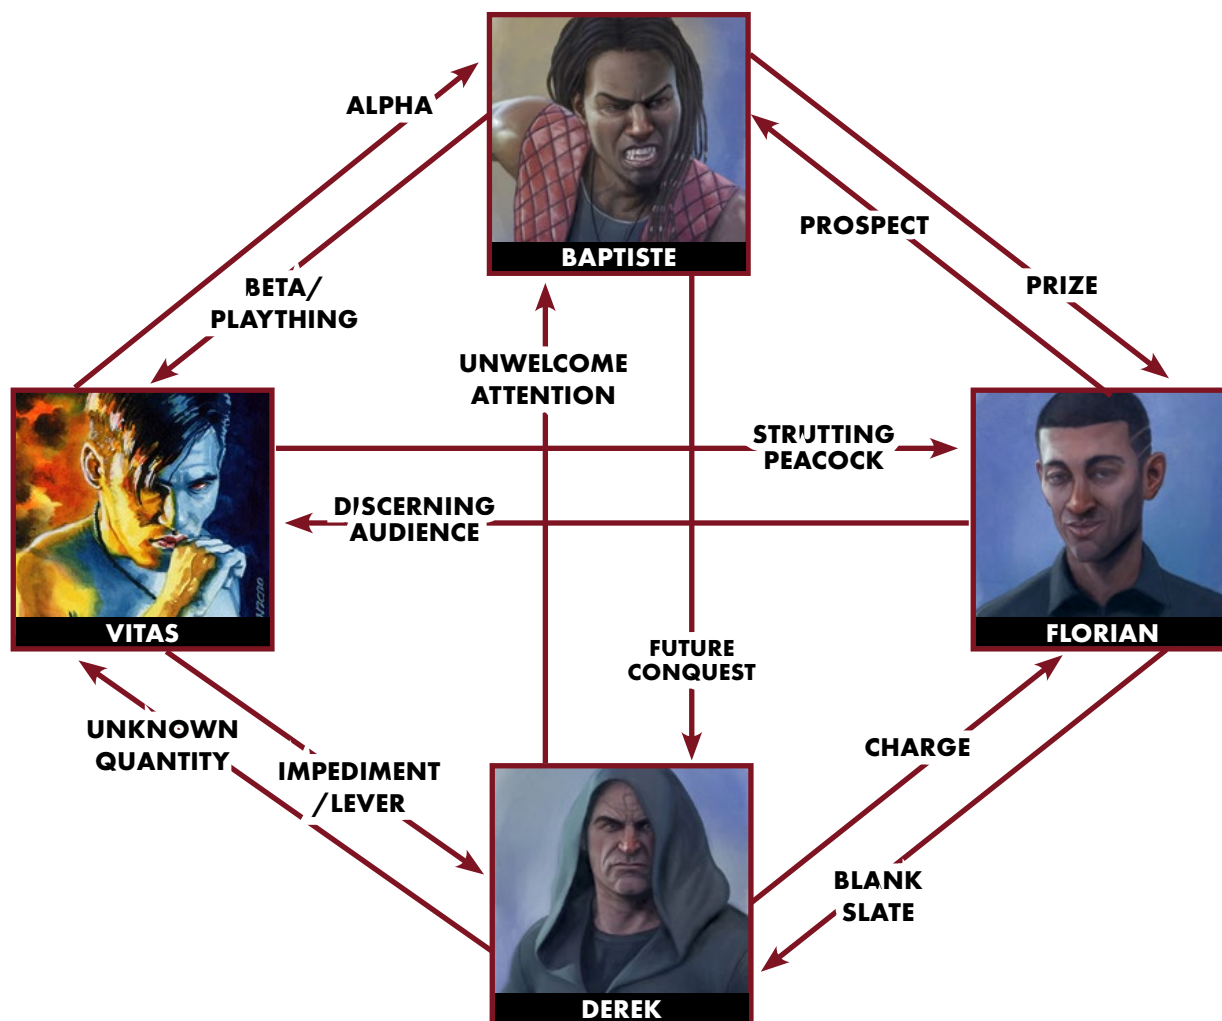 ALPHA
BAPTISTE
PROSPECT
PRIZE
BETA/
PLAYTHING
UNWELCOME
ATTENTION
STRUTTING
PEACOCK
DISCERNING
AUDIENCE
VITAS
FLORIAN
FUTURE
CONQUEST
UNKNOWN
QUANTITY
IMPEDIMENT
/LEVER
CHARGE
BLANK
SLATE
DEREK